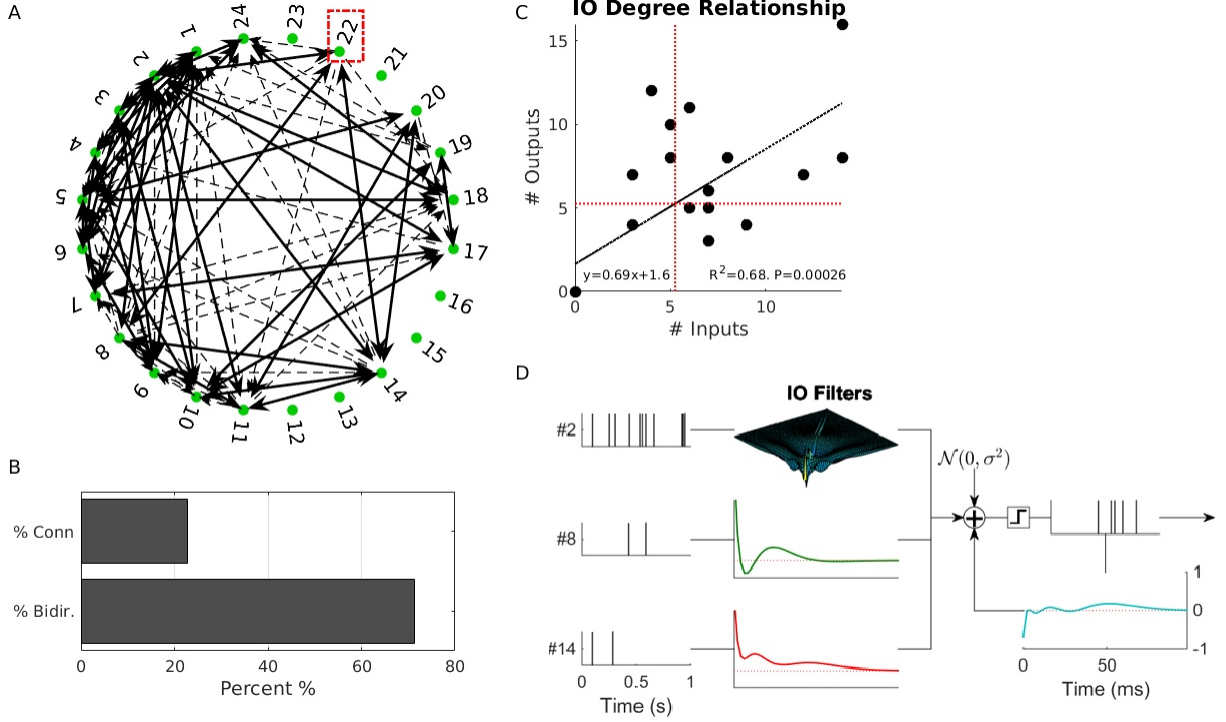 A
1
2
3
4
5
6
7
8
9
10
11
12
13
14
15
16
17
18
19
20
21
22
23
24
B
% Conn
% Bidir.
0
20
40
60
80
Percent %
C
IO Degree Relationship
# Outputs
15
10
5
0
y=0.69x+1.6
R²=0.68. P=0.00026
0
5
10
# Inputs
D
IO Filters
#2
#8
#14
0
0.5
1
Time (s)
𝒩(0, σ²)
1
0
-1
0
50
Time (ms)